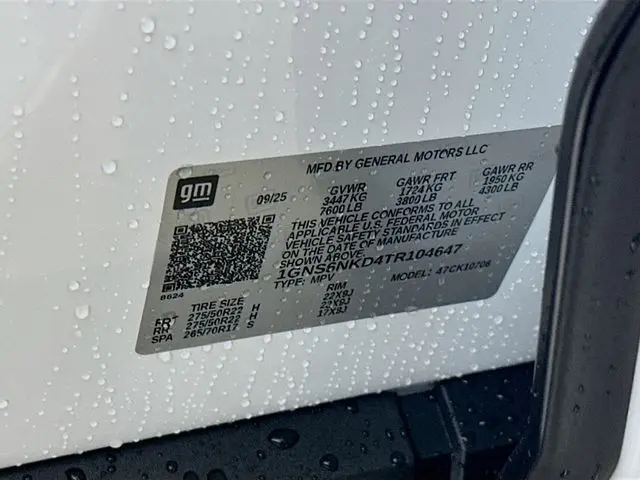 MFD BY GENERAL MOTORS LLC
gm
09/25
GVWR GAWR FRT GAWR RR
3447 KG 1724 KG 1950 KG
7600 LB 3800 LB 4300 LB
THIS VEHICLE CONFORMS TO ALL
APPLICABLE U.S. FEDERAL MOTOR
VEHICLE SAFETY STANDARDS IN EFFECT
ON THE DATE OF MANUFACTURE
SHOWN ABOVE.
1GNS6NKD4TR104647
TYPE: MPV MODEL: 47CK10706
8624
TIRE SIZE RIM
FRT 275/50R22 H 22X9J
RR 275/50R22 H 22X9J
SPA 265/70R17 S 17X8J